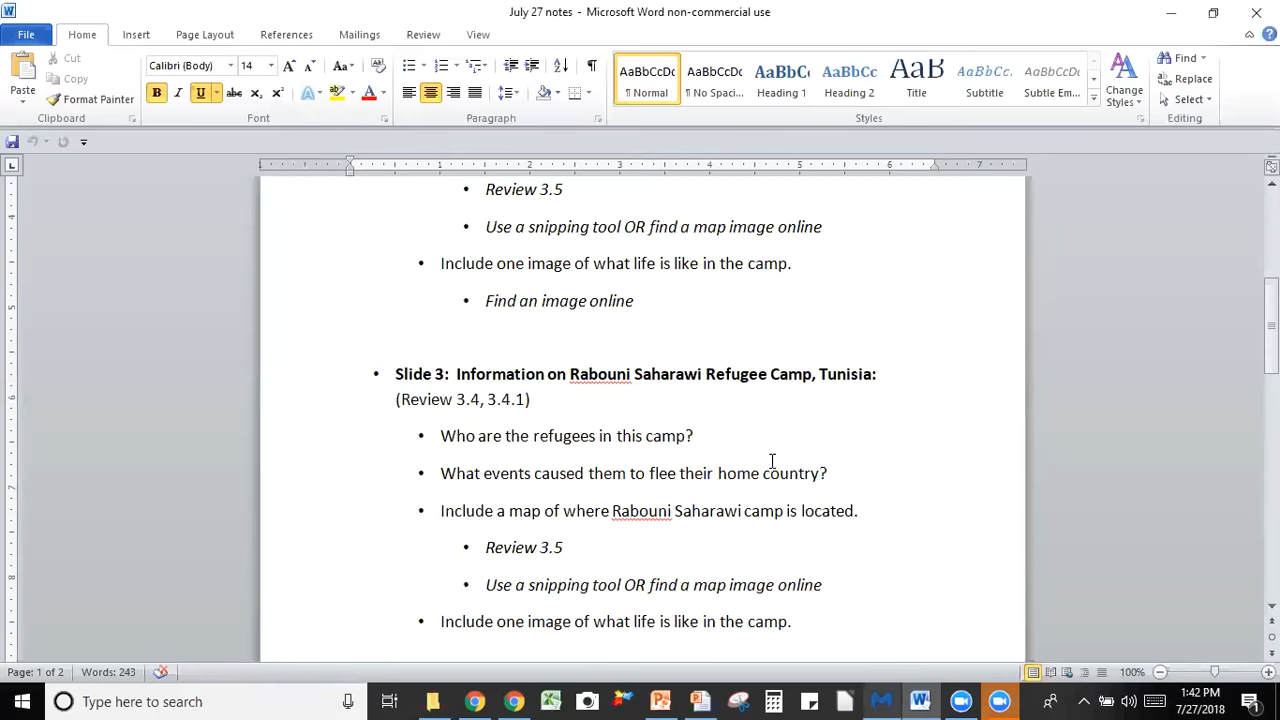 July 27 notes - Microsoft Word non-commercial use
File Home Insert Page Layout References Mailings Review View
Paste
Cut
Copy
Format Painter
Clipboard
Calibri (Body) 14
Font
Paragraph
AaBbCcDc AaBbCcDc AaBbCc AaBbCc AaB AaBbCcL AaBbCcDc
¶ Normal ¶ No Spaci... Heading 1 Heading 2 Title Subtitle Subtle Em...
Change Styles
Styles
Find
Replace
Select
Editing
• Review 3.5
• Use a snipping tool OR find a map image online
• Include one image of what life is like in the camp.
• Find an image online
• Slide 3: Information on Rabouni Saharawi Refugee Camp, Tunisia:
(Review 3.4, 3.4.1)
• Who are the refugees in this camp?
• What events caused them to flee their home country?
• Include a map of where Rabouni Saharawi camp is located.
• Review 3.5
• Use a snipping tool OR find a map image online
• Include one image of what life is like in the camp.
Page: 1 of 2 Words: 243 100%
Type here to search
1:42 PM
7/27/2018